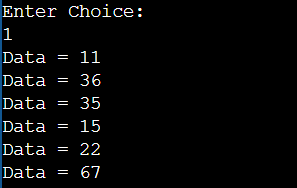 Enter Choice:
1
Data = 11
Data = 36
Data = 35
Data = 15
Data = 22
Data = 67